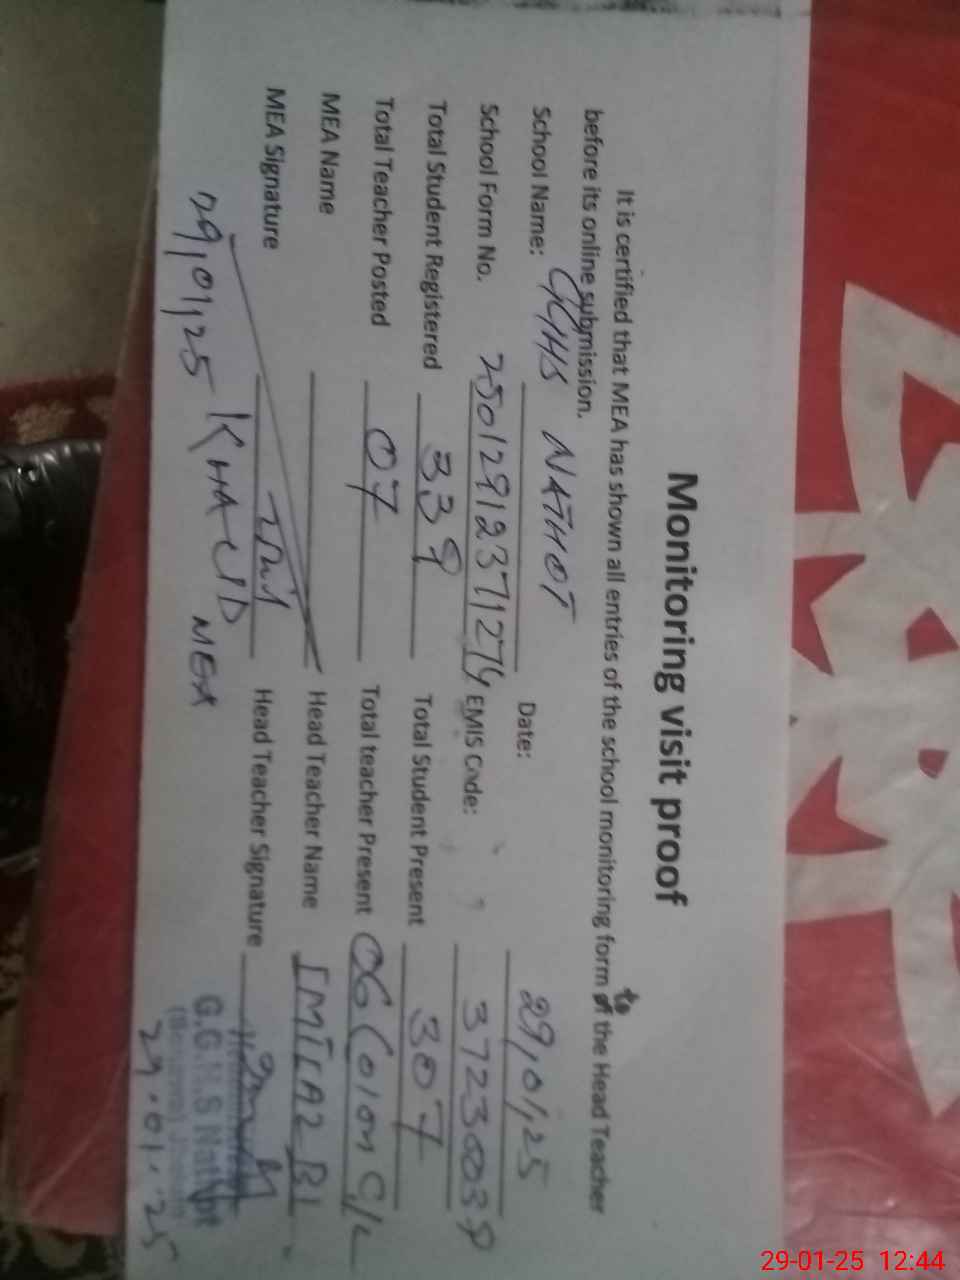 Monitoring visit proof
It is certified that MEA has shown all entries of the school monitoring form to the Head Teacher
before its online submission.
School Name: GGHS NATHOT Date: 29,01,25
School Form No. 2501291237127 EMIS Code: 3723003
Total Student Registered 339 Total Student Present 307
Total Teacher Posted 07 Total teacher Present 06 (01 on C/L
MEA Name Head Teacher Name IMTIAZ BI
MEA Signature Head Teacher Signature
29,01,25 KHALID MEA
G.G.H.S Nathot
29.01.25
29-01-25 12:44